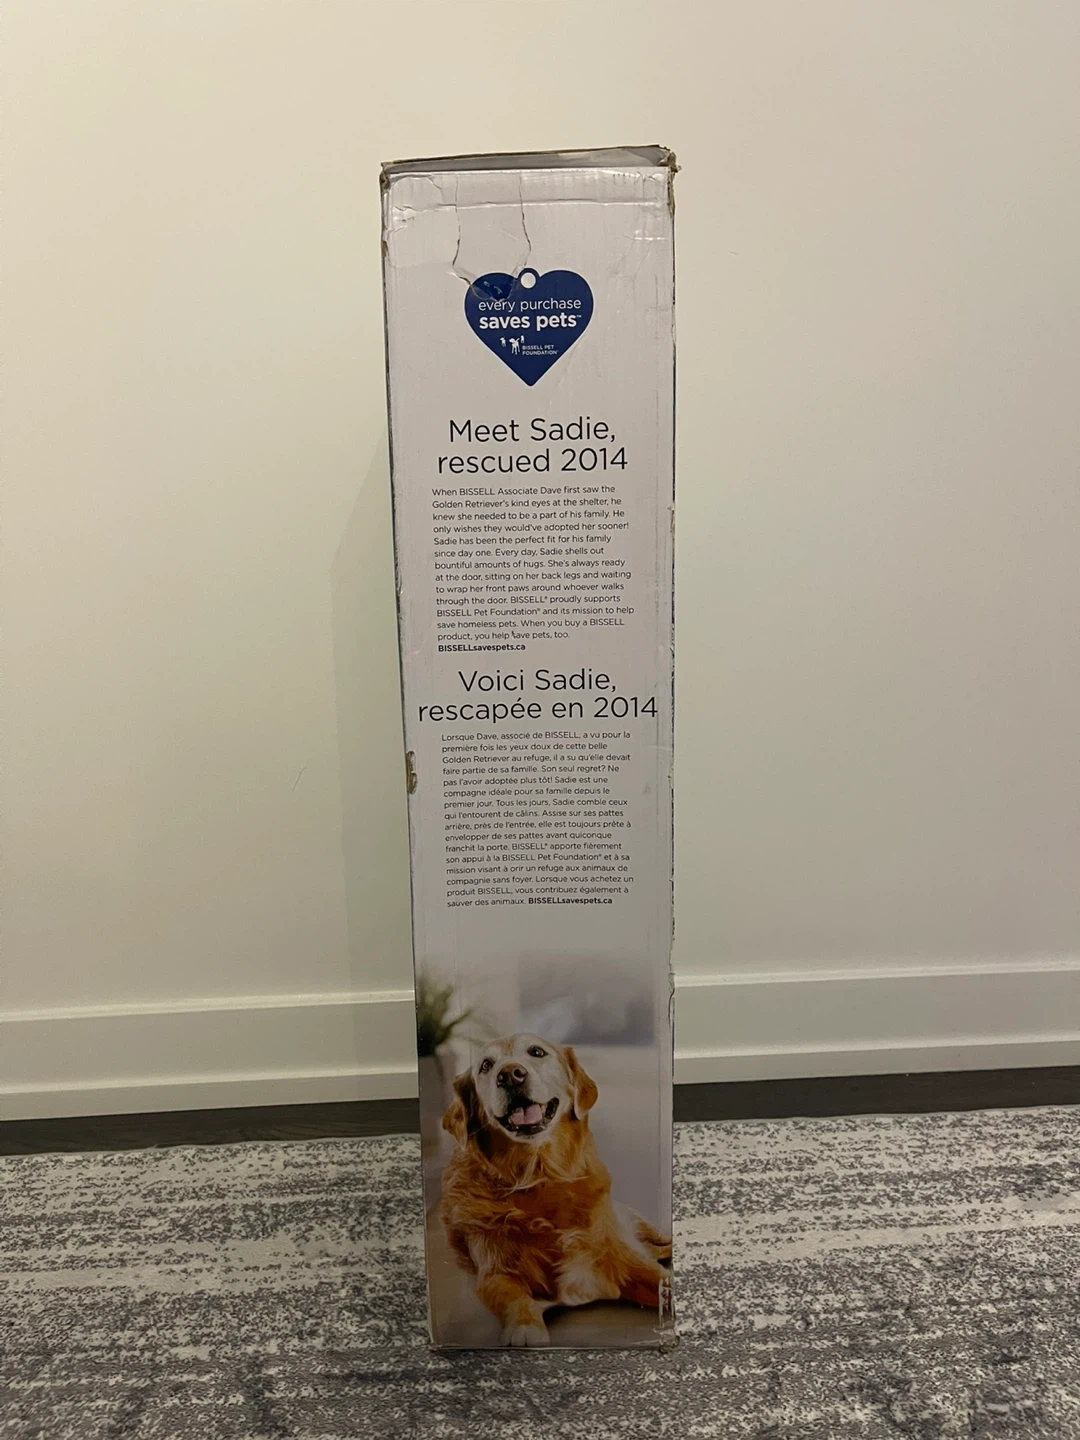 every purchase
saves pets™
BISSELL PET
FOUNDATION®
Meet Sadie,
rescued 2014
When BISSELL Associate Dave first saw the
Golden Retriever's kind eyes at the shelter, he
knew she needed to be a part of his family. He
only wishes they would've adopted her sooner!
Sadie has been the perfect fit for his family
since day one. Every day, Sadie shells out
bountiful amounts of hugs. She's always ready
at the door, sitting on her back legs and waiting
to wrap her front paws around whoever walks
through the door. BISSELL® proudly supports
BISSELL Pet Foundation® and its mission to help
save homeless pets. When you buy a BISSELL
product, you help save pets, too.
BISSELLsavespets.ca
Voici Sadie,
rescapée en 2014
Lorsque Dave, associé de BISSELL, a vu pour la
première fois les yeux doux de cette belle
Golden Retriever au refuge, il a su qu'elle devait
faire partie de sa famille. Son seul regret? Ne
pas l'avoir adoptée plus tôt! Sadie est une
compagne idéale pour sa famille depuis le
premier jour. Tous les jours, Sadie comble ceux
qui l'entourent de câlins. Assise sur ses pattes
arrière, près de l'entrée, elle est toujours prête à
envelopper de ses pattes avant quiconque
franchit la porte. BISSELL® apporte fièrement
son appui à la BISSELL Pet Foundation® et à sa
mission visant à orir un refuge aux animaux de
compagnie sans foyer. Lorsque vous achetez un
produit BISSELL, vous contribuez également à
sauver des animaux. BISSELLsavespets.ca